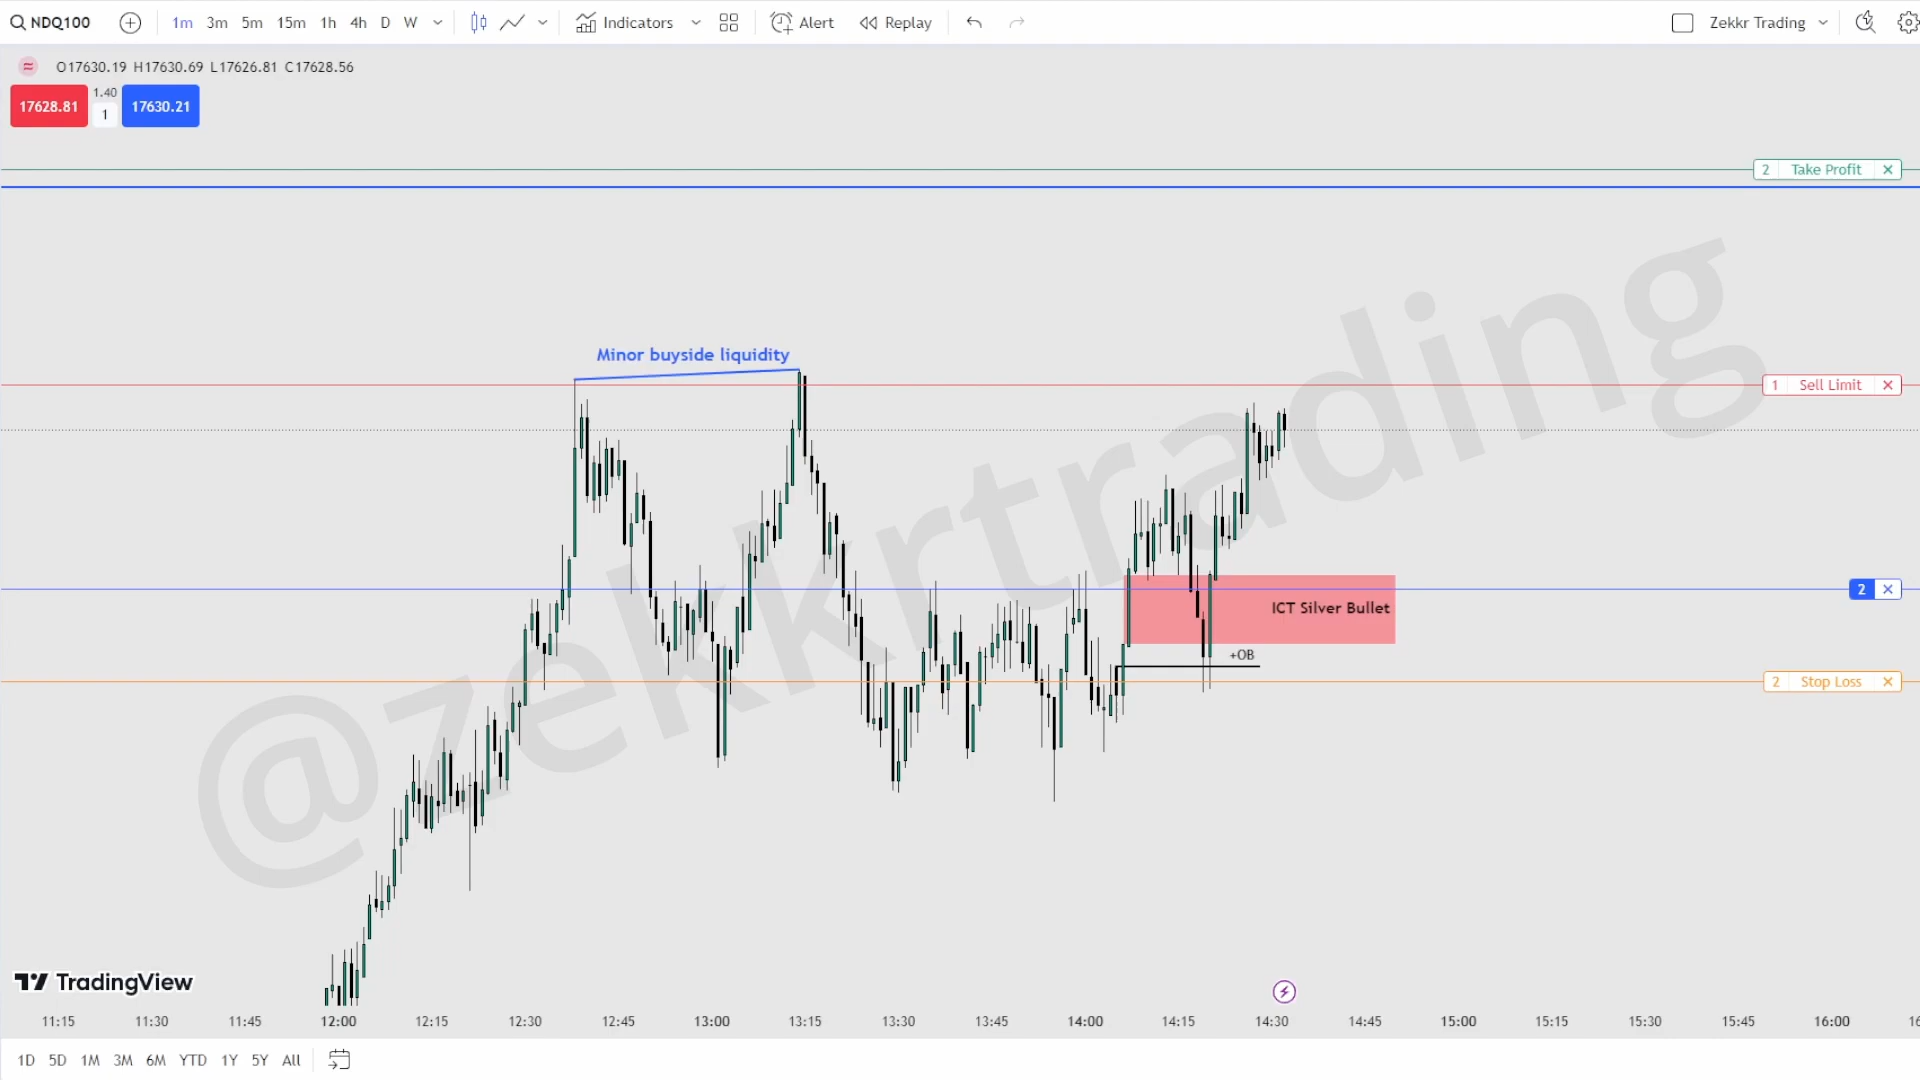 NDQ100 1m 3m 5m 15m 1h 4h D W Indicators Alert Replay Zekkr Trading
O17630.19 H17630.69 L17626.81 C17628.56
17628.81 1.40 1 17630.21
2 Take Profit
Minor buyside liquidity
1 Sell Limit
2
ICT Silver Bullet
+OB
2 Stop Loss
@zekkrtrading
TradingView
11:15 11:30 11:45 12:00 12:15 12:30 12:45 13:00 13:15 13:30 13:45 14:00 14:15 14:30 14:45 15:00 15:15 15:30 15:45 16:00 16
1D 5D 1M 3M 6M YTD 1Y 5Y All